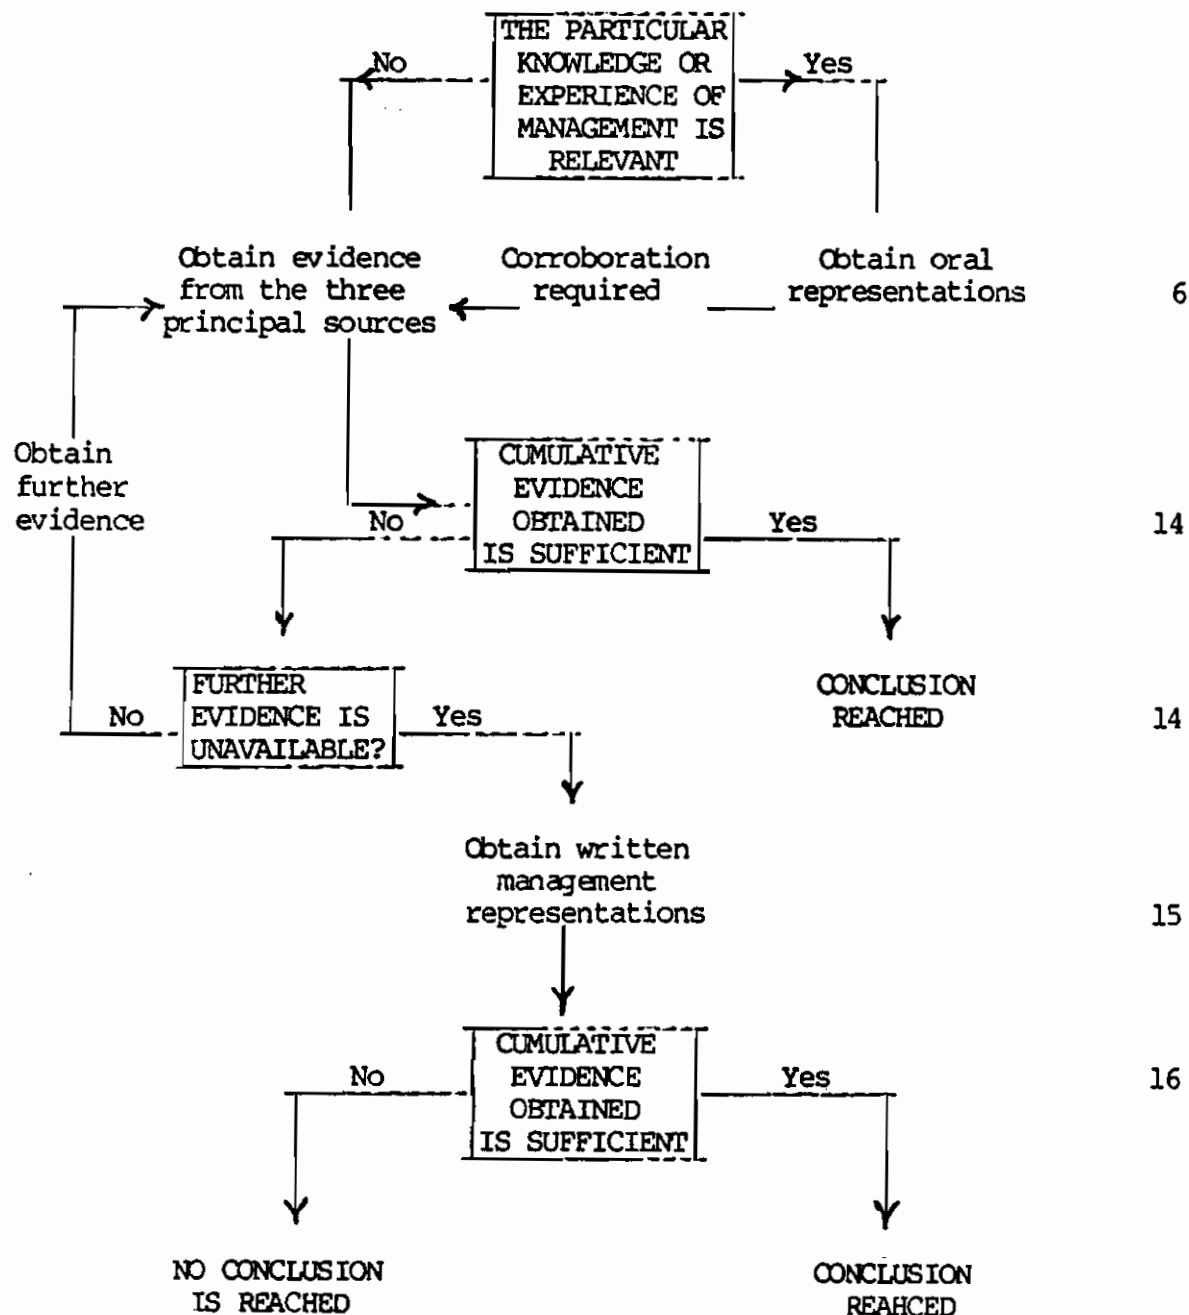 THE PARTICULAR
KNOWLEDGE OR
EXPERIENCE OF
MANAGEMENT IS
RELEVANT
No
Yes
Obtain evidence
from the three
principal sources
Corroboration
required
Obtain oral
representations
6
Obtain
further
evidence
CUMULATIVE
EVIDENCE
OBTAINED
IS SUFFICIENT
No
Yes
14
FURTHER
EVIDENCE IS
UNAVAILABLE?
No
Yes
CONCLUSION
REACHED
14
Obtain written
management
representations
15
CUMULATIVE
EVIDENCE
OBTAINED
IS SUFFICIENT
No
Yes
16
NO CONCLUSION
IS REACHED
CONCLUSION
REAHCED